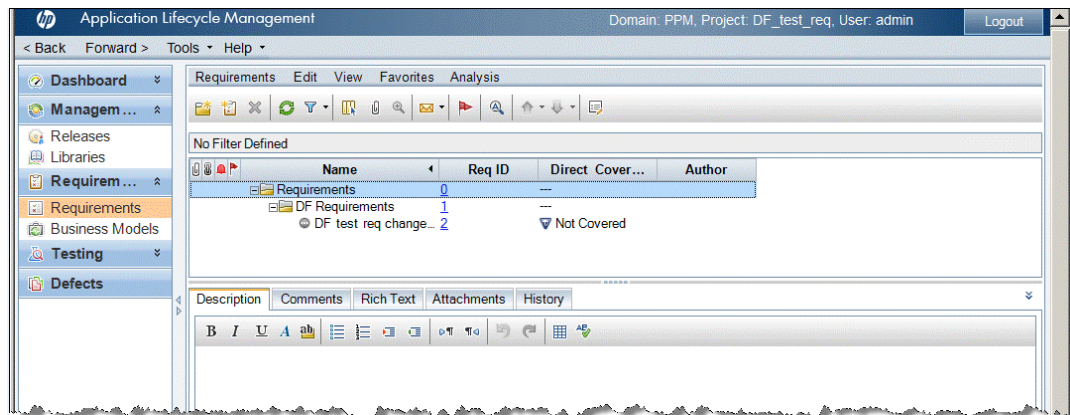 hp Application Lifecycle Management Domain: PPM, Project: DF_test_req, User: admin Logout
< Back Forward > Tools Help
Dashboard
Managem...
Releases
Libraries
Requirem...
Requirements
Business Models
Testing
Defects
Requirements Edit View Favorites Analysis
No Filter Defined
Name Req ID Direct Cover... Author
Requirements 0 ---
DF Requirements 1 ---
DF test req change... 2 Not Covered
Description Comments Rich Text Attachments History
B I U A ab